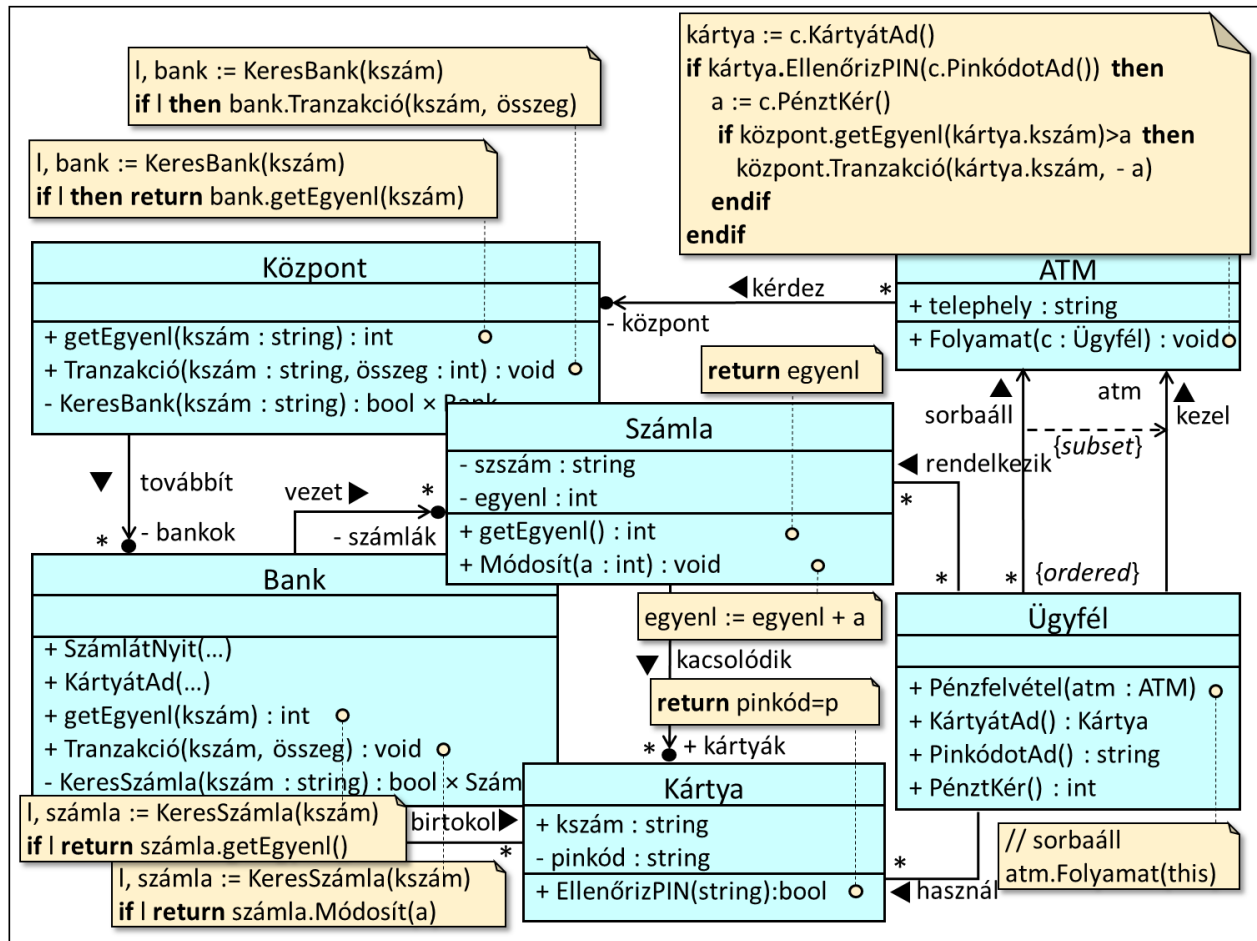 l, bank := KeresBank(kszám)
if l then bank.Tranzakció(kszám, összeg)
l, bank := KeresBank(kszám)
if l then return bank.getEgyenl(kszám)
kártya := c.KártyátAd()
if kártya.EllenőrizPIN(c.PinkódotAd()) then
a := c.PénztKér()
if központ.getEgyenl(kártya.kszám)>a then
központ.Tranzakció(kártya.kszám, - a)
endif
endif
Központ
+ getEgyenl(kszám : string) : int
+ Tranzakció(kszám : string, összeg : int) : void
- KeresBank(kszám : string) : bool × Bank
◀ kérdez
*
- központ
ATM
+ telephely : string
+ Folyamat(c : Ügyfél) : void
return egyenl
sorbaáll ▲
atm
▲ kezel
{subset}
Számla
- szszám : string
- egyenl : int
+ getEgyenl() : int
+ Módosít(a : int) : void
◀ rendelkezik
*
*
▼ továbbít
* - bankok
vezet ▶
*
- számlák
Bank
+ SzámlátNyit(...)
+ KártyátAd(...)
+ getEgyenl(kszám) : int
+ Tranzakció(kszám, összeg) : void
- KeresSzámla(kszám : string) : bool × Szám
egyenl := egyenl + a
▼ kacsolódik
return pinkód=p
* + kártyák
* {ordered}
Ügyfél
+ Pénzfelvétel(atm : ATM)
+ KártyátAd() : Kártya
+ PinkódotAd() : string
+ PénztKér() : int
l, számla := KeresSzámla(kszám)
if l return számla.getEgyenl()
birtokol ▶
*
l, számla := KeresSzámla(kszám)
if l return számla.Módosít(a)
Kártya
+ kszám : string
- pinkód : string
+ EllenőrizPIN(string):bool
*
◀ használ
// sorbaáll
atm.Folyamat(this)